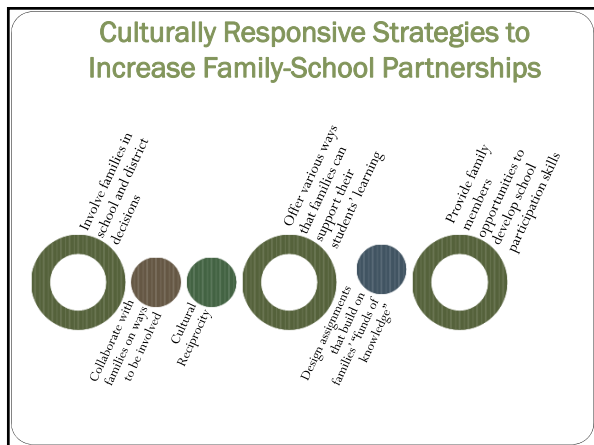 Culturally Responsive Strategies to
Increase Family-School Partnerships
Involve families in
school and district
decisions
Collaborate with
families on ways
to be involved
Cultural
Reciprocity
Offer various ways
that families can
support their
students' learning
Design assignments
that build on
families' "funds of
knowledge"
Provide family
members
opportunities to
develop school
participation skills